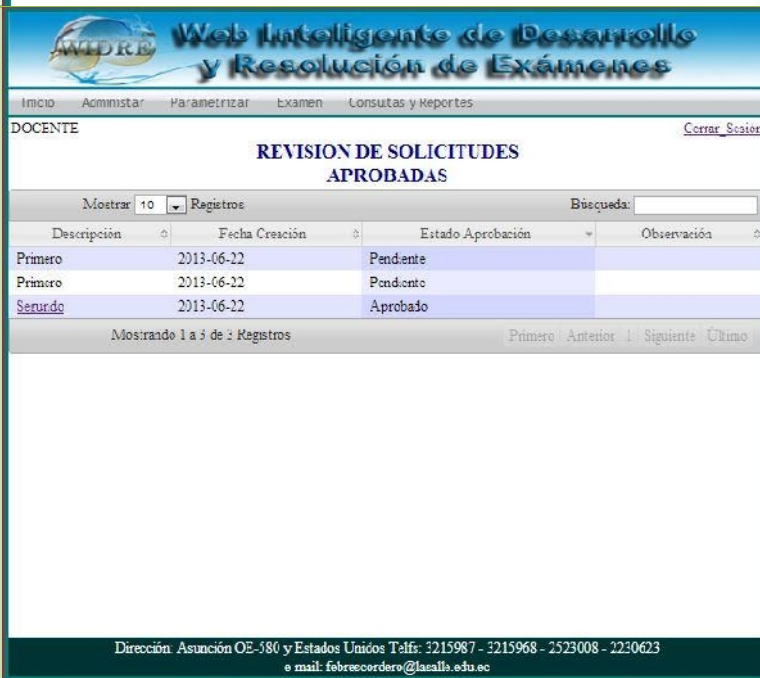 WIDRE
Web Inteligente de Desarrollo
y Resolución de Exámenes
Inicio Administar Parametrizar Examen Consultas y Reportes
DOCENTE Cerrar_Sesión
REVISION DE SOLICITUDES
APROBADAS
Mostrar 10 Registros Búsqueda:
Descripción Fecha Creación Estado Aprobación Observación
Primero 2013-06-22 Pendiente
Primero 2013-06-22 Pendiente
Segundo 2013-06-22 Aprobado
Mostrando 1 a 3 de 3 Registros Primero Anterior 1 Siguiente Último
Dirección: Asunción OE-580 y Estados Unidos Telfs: 3215987 - 3215968 - 2523008 - 2230623
e mail: febrescordero@lasalle.edu.ec